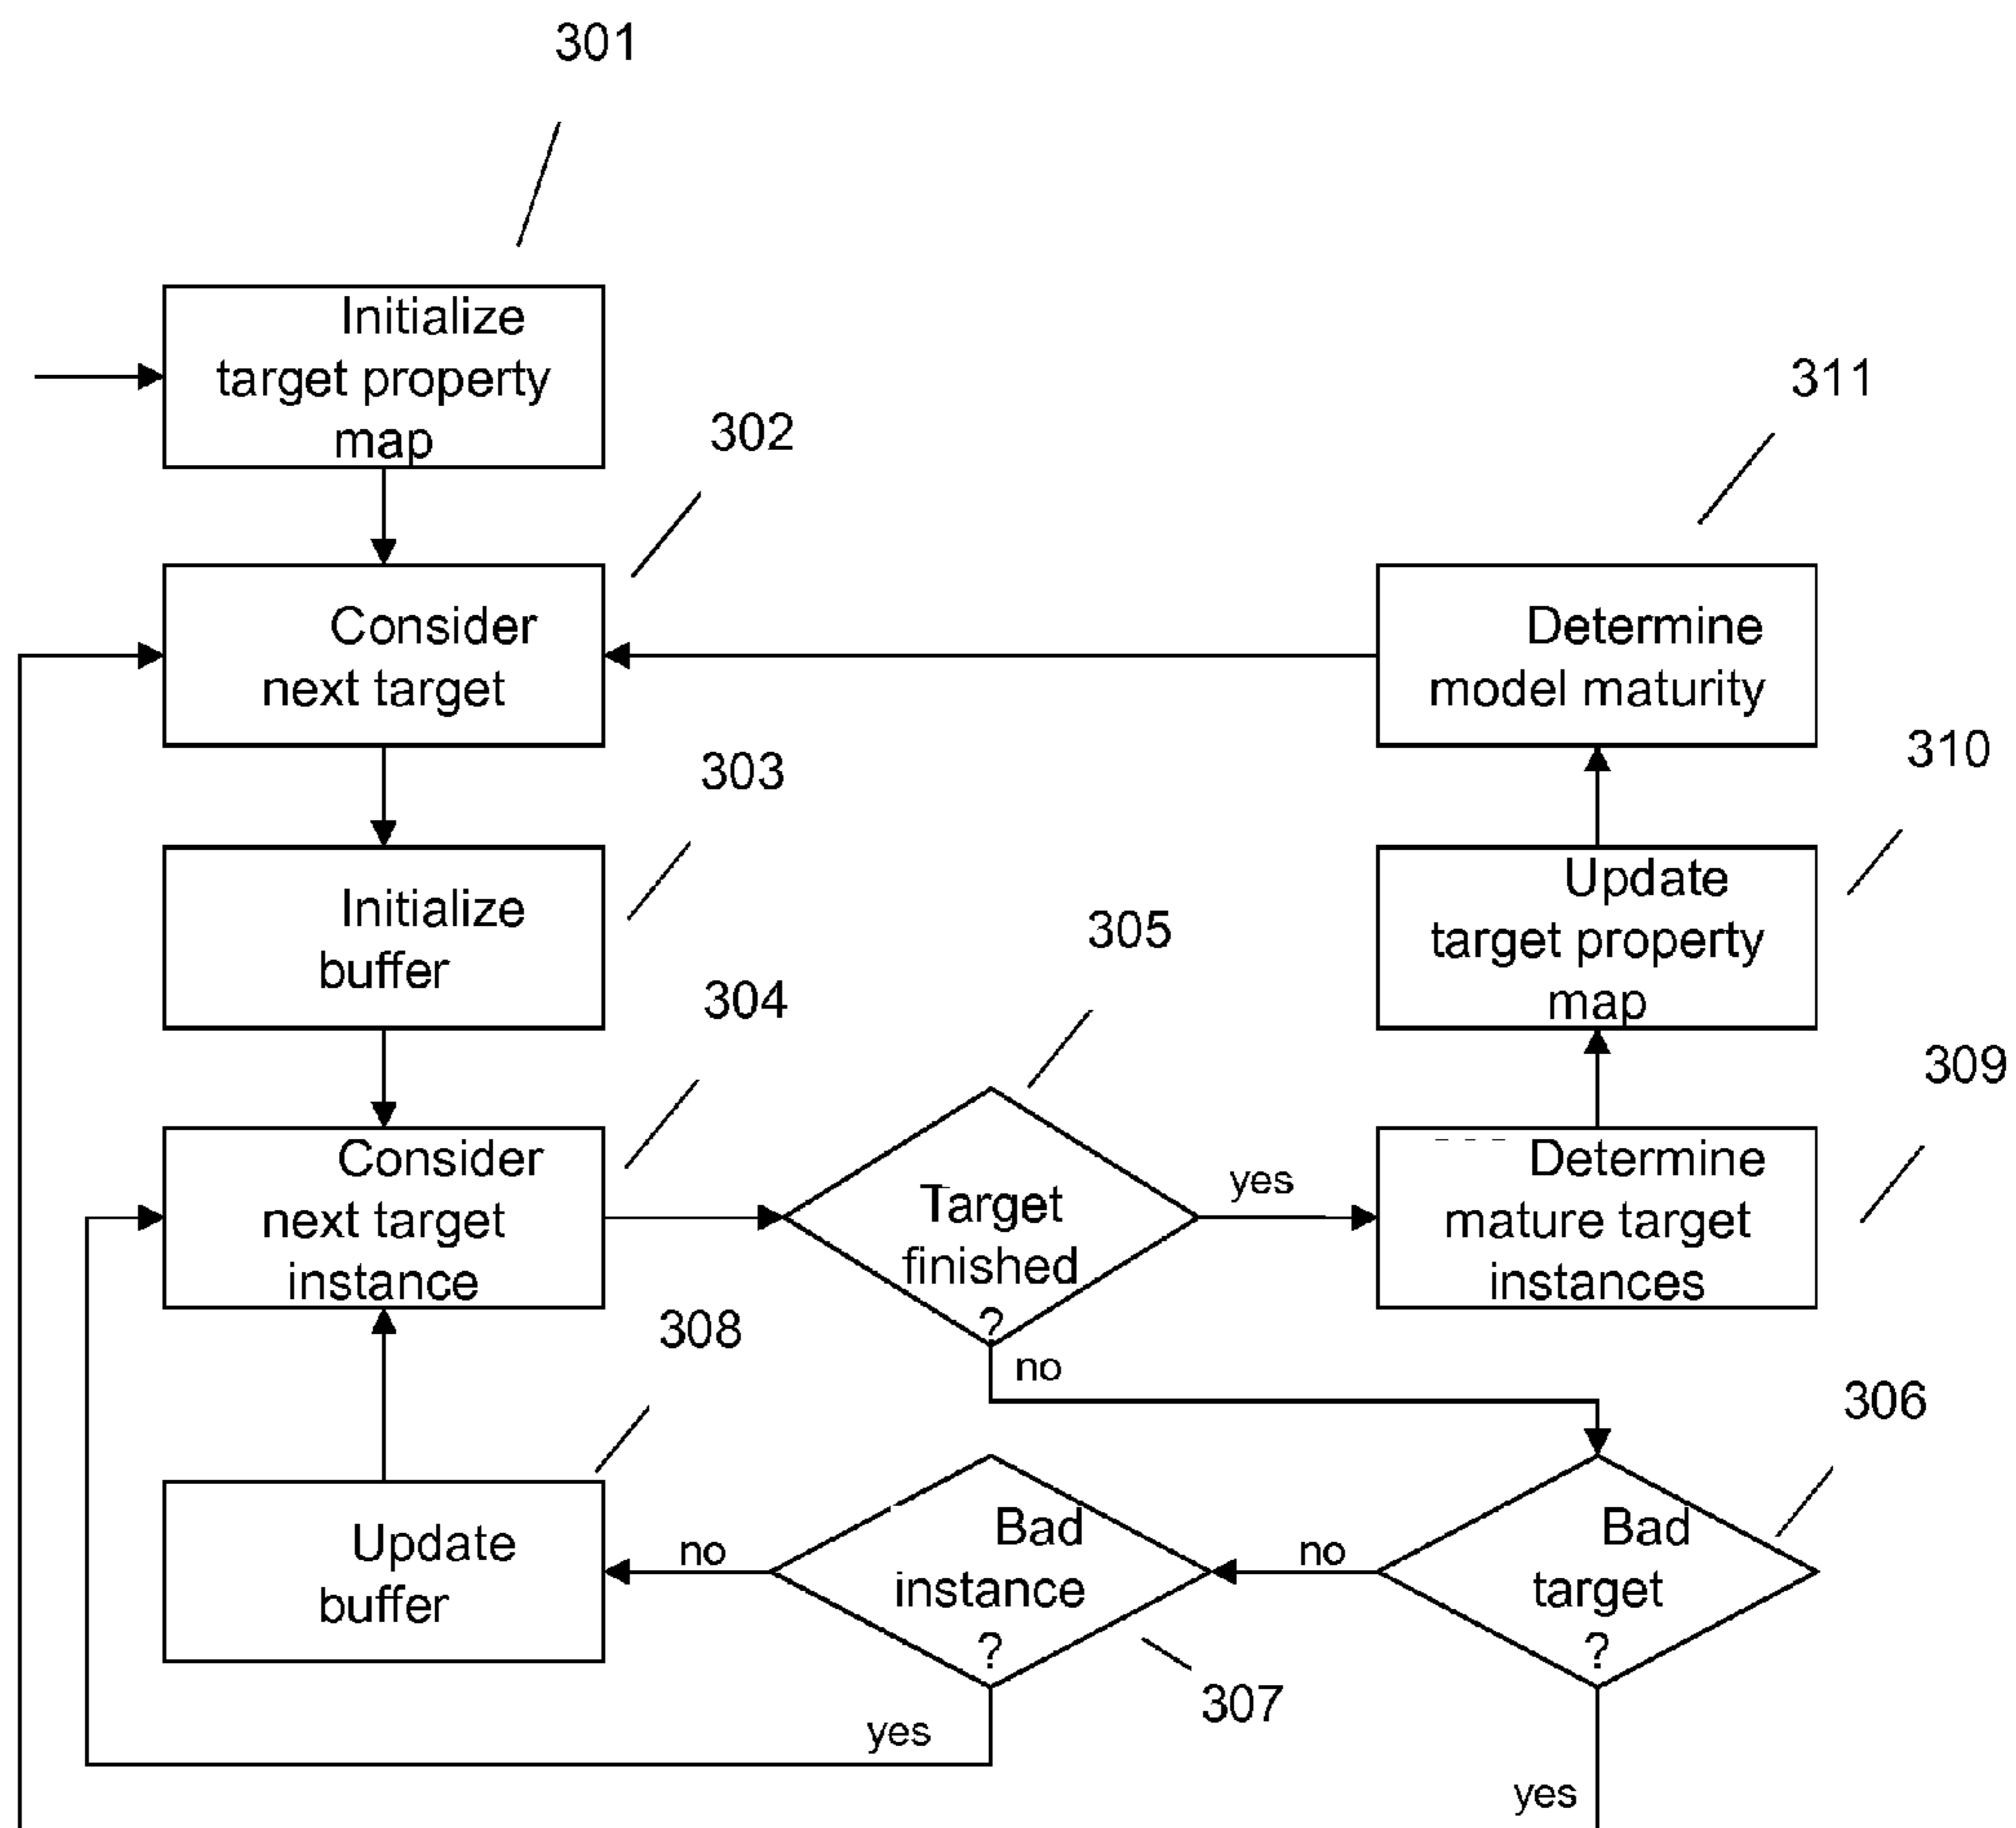 301
Initialize
target property
map
302
Consider
next target
311
Determine
model maturity
303
Initialize
buffer
310
Update
target property
map
304
Consider
next target
instance
305
Target
finished
?
yes
no
309
Determine
mature target
instances
308
Update
buffer
no
Bad
instance
?
yes
307
no
306
Bad
target
?
yes